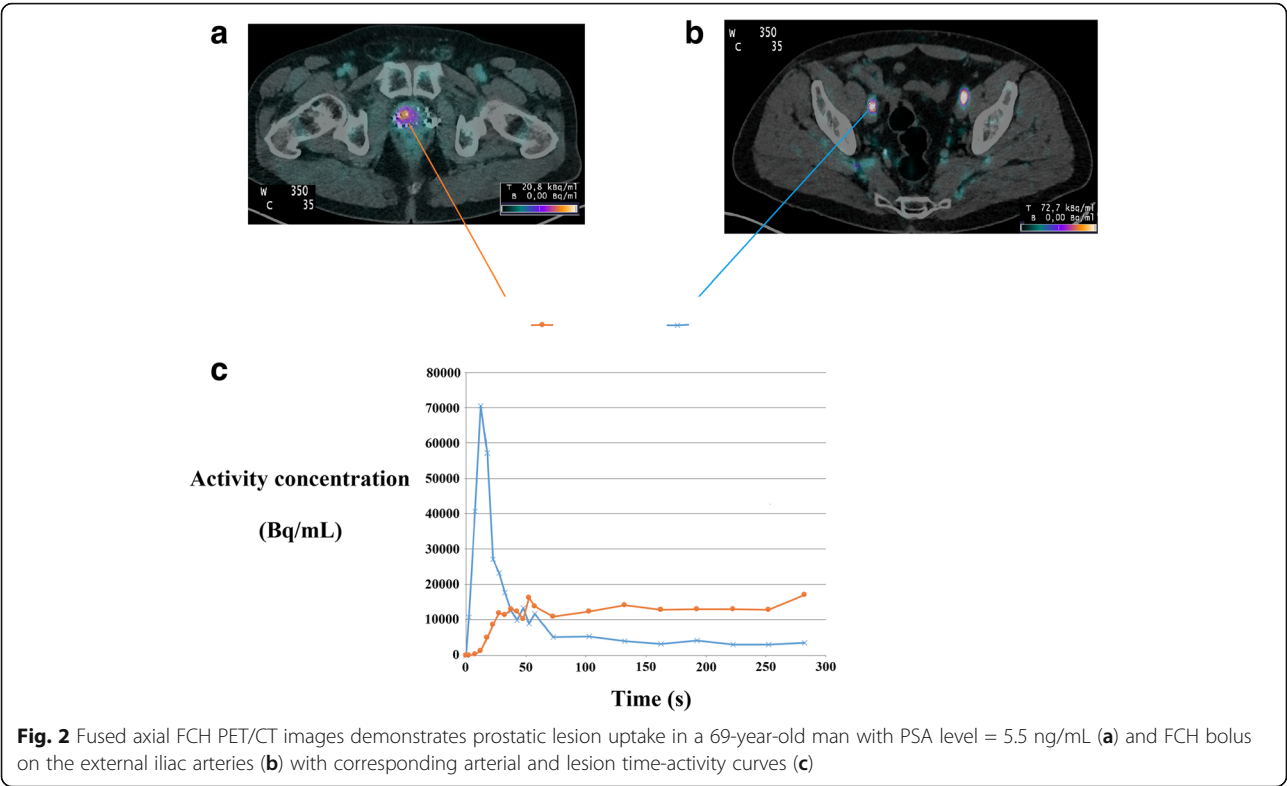 a
b
W 350
C 35
T 20,8 kBq/ml
B 0,00 Bq/ml
W 350
C 35
T 72,7 kBq/ml
B 0,00 Bq/ml
c
Activity concentration
(Bq/mL)
80000
70000
60000
50000
40000
30000
20000
10000
0
0 50 100 150 200 250 300
Time (s)
Fig. 2 Fused axial FCH PET/CT images demonstrates prostatic lesion uptake in a 69-year-old man with PSA level = 5.5 ng/mL (a) and FCH bolus
on the external iliac arteries (b) with corresponding arterial and lesion time-activity curves (c)